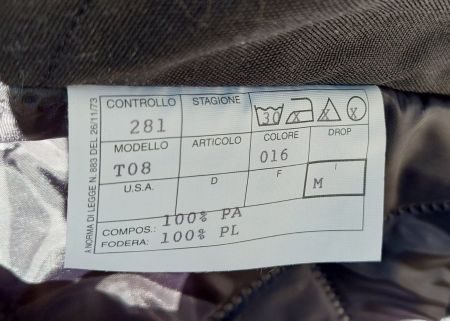 A NORMA DI LEGGE N. 883 DEL 26/11/73
CONTROLLO
281
STAGIONE
30
MODELLO
T08
ARTICOLO
COLORE
016
DROP
U.S.A.
D
F
I
M
COMPOS.: 100% PA
FODERA: 100% PL